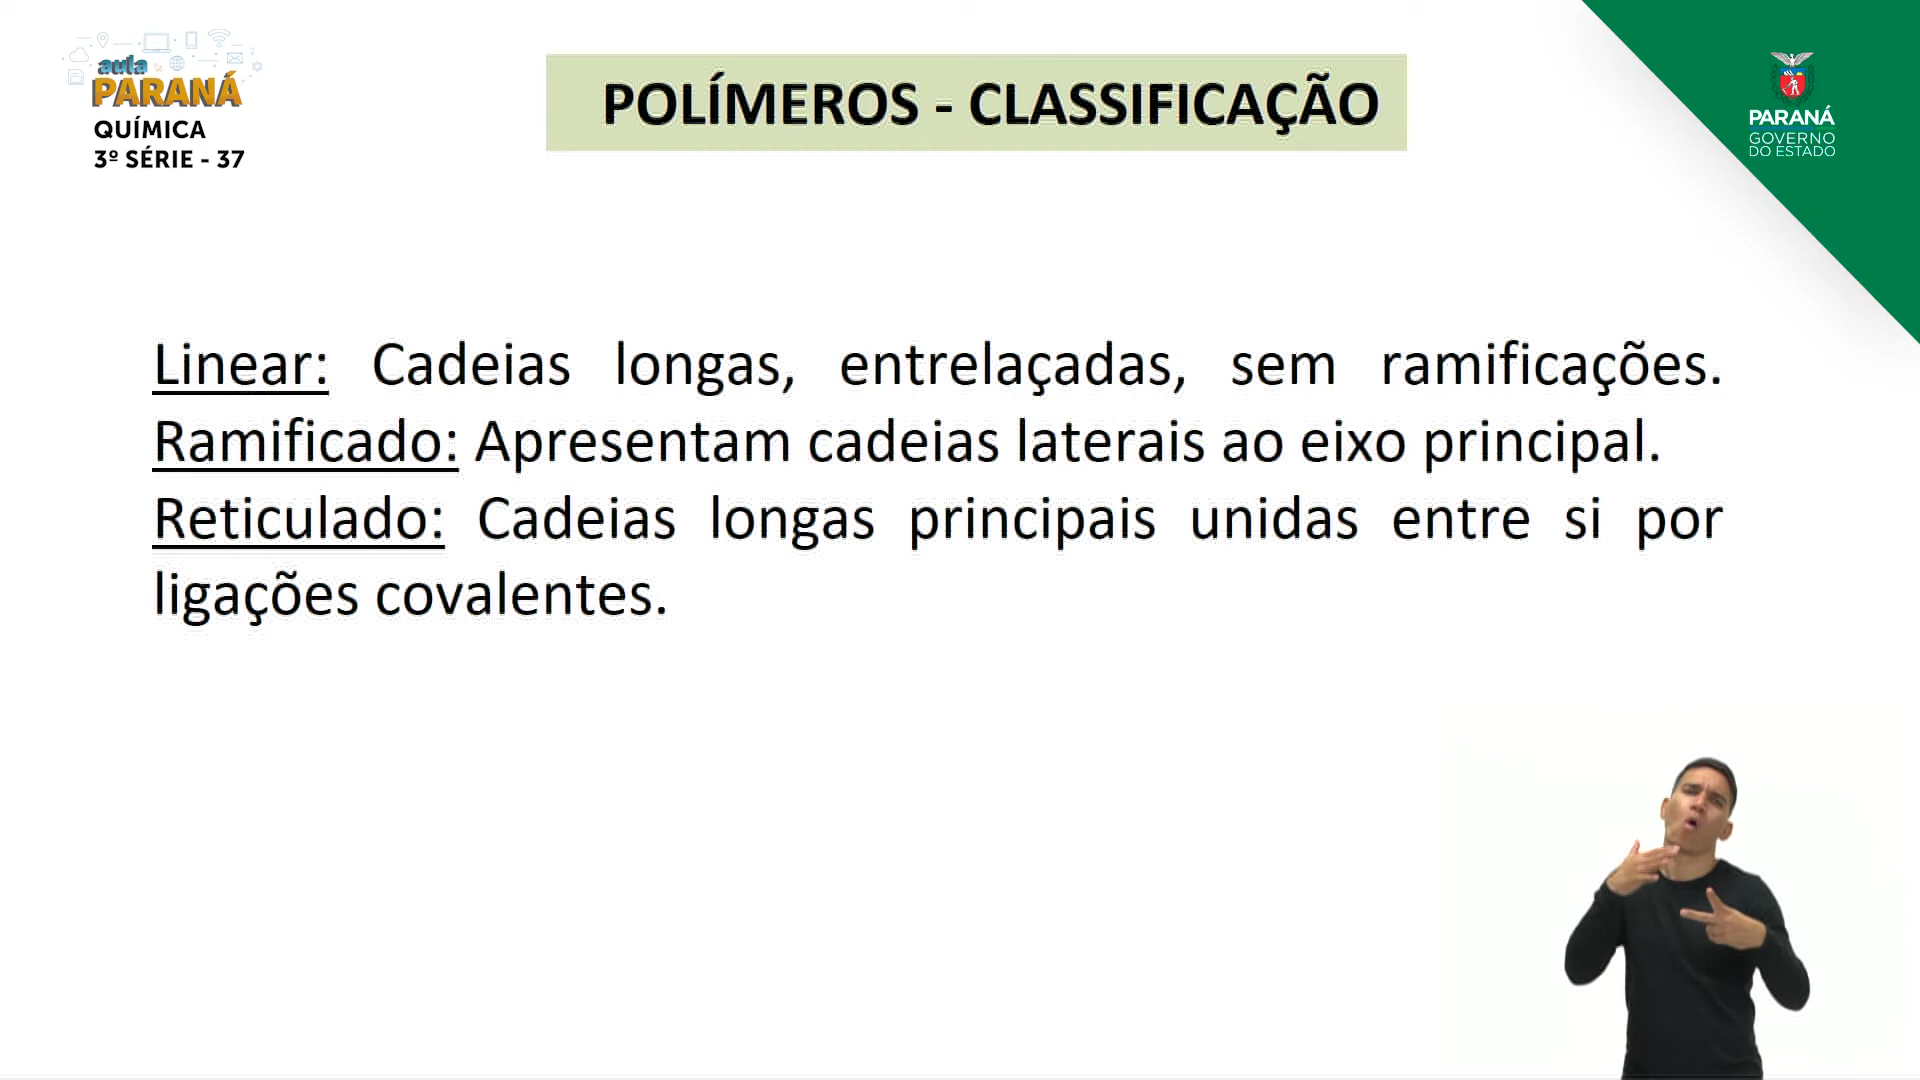 aula
PARANÁ
QUÍMICA
3º SÉRIE - 37
POLÍMEROS - CLASSIFICAÇÃO
PARANÁ
GOVERNO
DO ESTADO
Linear: Cadeias longas, entrelaçadas, sem ramificações.
Ramificado: Apresentam cadeias laterais ao eixo principal.
Reticulado: Cadeias longas principais unidas entre si por
ligações covalentes.